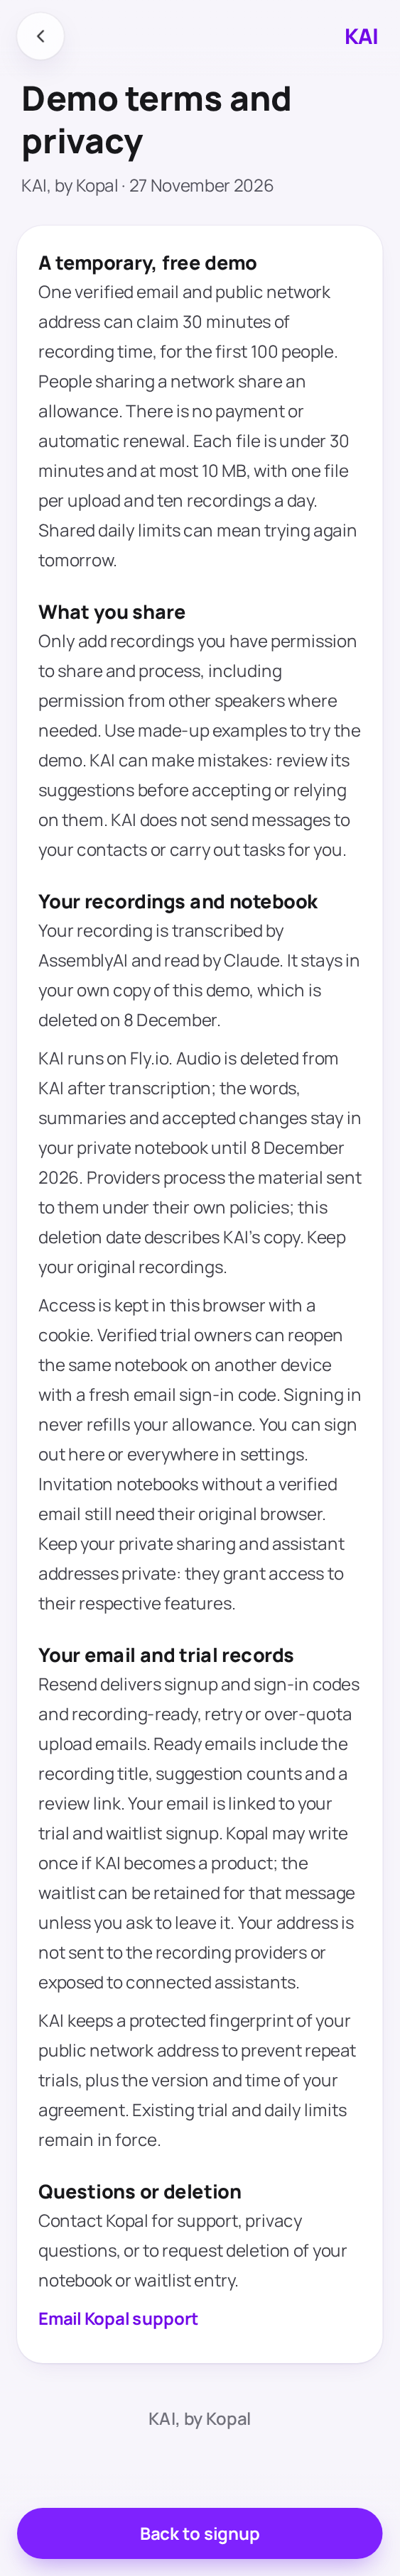 KAI
Demo terms and
privacy
KAI, by Kopal · 27 November 2026
A temporary, free demo
One verified email and public network
address can claim 30 minutes of
recording time, for the first 100 people.
People sharing a network share an
allowance. There is no payment or
automatic renewal. Each file is under 30
minutes and at most 10 MB, with one file
per upload and ten recordings a day.
Shared daily limits can mean trying again
tomorrow.
What you share
Only add recordings you have permission
to share and process, including
permission from other speakers where
needed. Use made-up examples to try the
demo. KAI can make mistakes: review its
suggestions before accepting or relying
on them. KAI does not send messages to
your contacts or carry out tasks for you.
Your recordings and notebook
Your recording is transcribed by
AssemblyAI and read by Claude. It stays in
your own copy of this demo, which is
deleted on 8 December.
KAI runs on Fly.io. Audio is deleted from
KAI after transcription; the words,
summaries and accepted changes stay in
your private notebook until 8 December
2026. Providers process the material sent
to them under their own policies; this
deletion date describes KAI's copy. Keep
your original recordings.
Access is kept in this browser with a
cookie. Verified trial owners can reopen
the same notebook on another device
with a fresh email sign-in code. Signing in
never refills your allowance. You can sign
out here or everywhere in settings.
Invitation notebooks without a verified
email still need their original browser.
Keep your private sharing and assistant
addresses private: they grant access to
their respective features.
Your email and trial records
Resend delivers signup and sign-in codes
and recording-ready, retry or over-quota
upload emails. Ready emails include the
recording title, suggestion counts and a
review link. Your email is linked to your
trial and waitlist signup. Kopal may write
once if KAI becomes a product; the
waitlist can be retained for that message
unless you ask to leave it. Your address is
not sent to the recording providers or
exposed to connected assistants.
KAI keeps a protected fingerprint of your
public network address to prevent repeat
trials, plus the version and time of your
agreement. Existing trial and daily limits
remain in force.
Questions or deletion
Contact Kopal for support, privacy
questions, or to request deletion of your
notebook or waitlist entry.
Email Kopal support
KAI, by Kopal
Back to signup